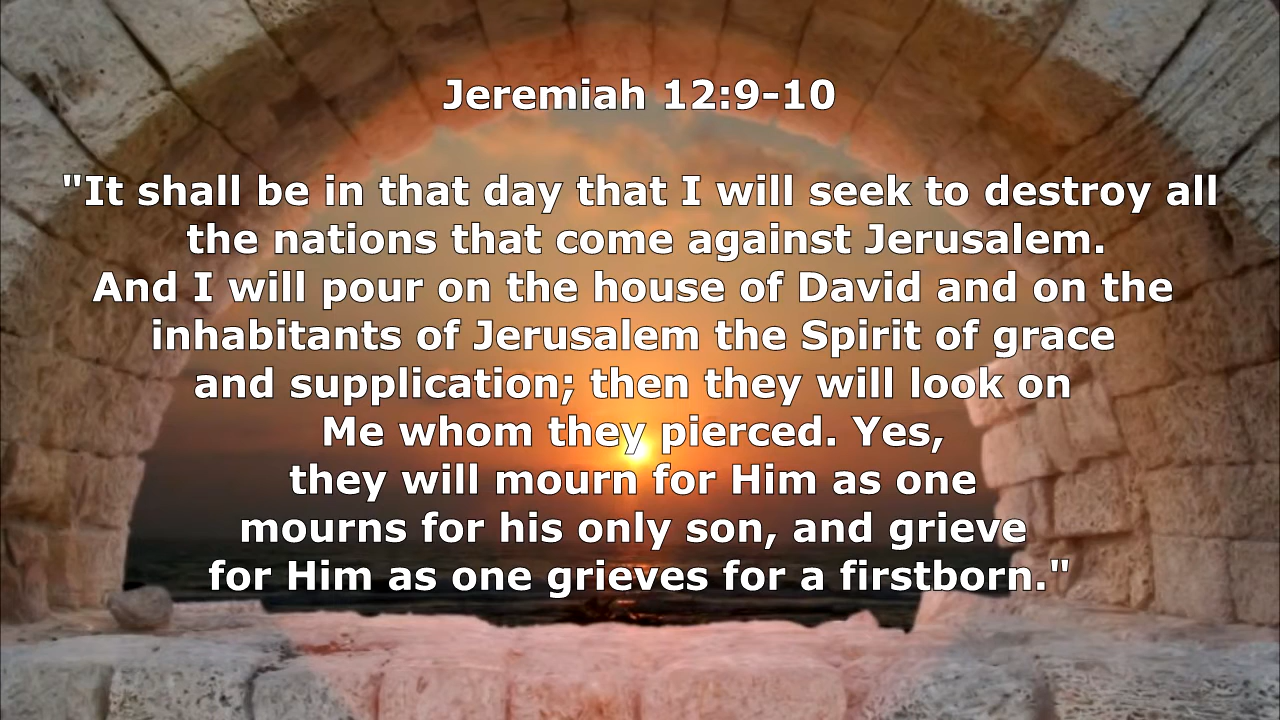 Jeremiah 12:9-10
"It shall be in that day that I will seek to destroy all
the nations that come against Jerusalem.
And I will pour on the house of David and on the
inhabitants of Jerusalem the Spirit of grace
and supplication; then they will look on
Me whom they pierced. Yes,
they will mourn for Him as one
mourns for his only son, and grieve
for Him as one grieves for a firstborn."